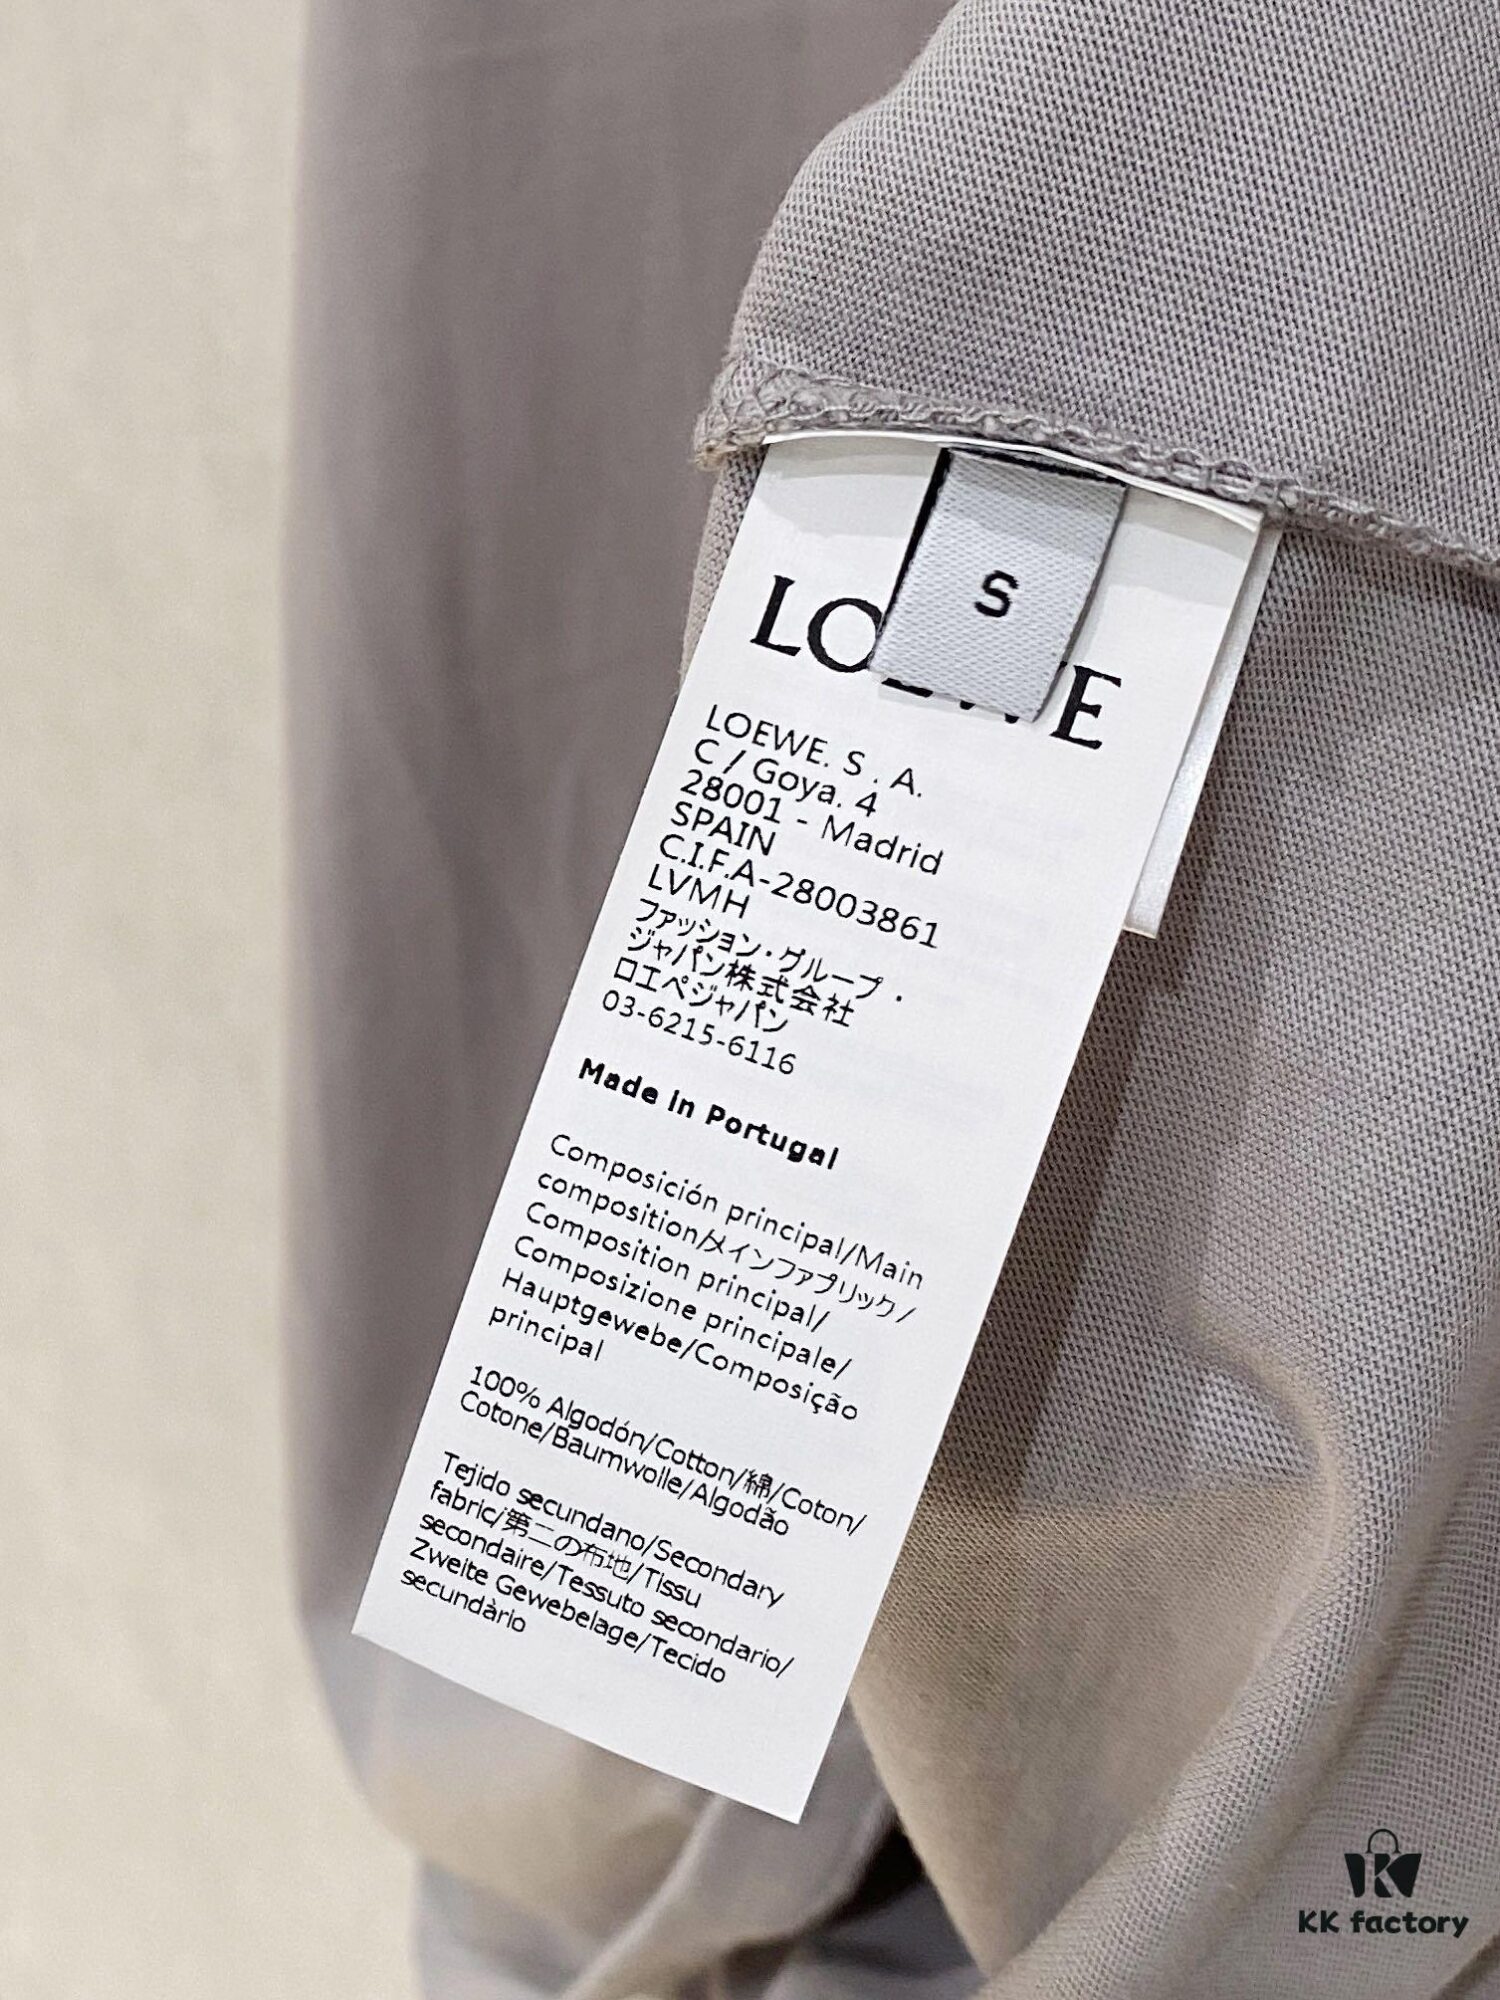 S
LOEWE
LOEWE. S . A.
C / Goya. 4
28001 - Madrid
SPAIN
C.I.F.A-28003861
LVMH
ファッション・グループ・
ジャパン株式会社
ロエベジャパン
03-6215-6116
Made in Portugal
Composición principal/Main
composition/メインファブリック/
Composition principal/
Composizione principale/
Hauptgewebe/Composição
principal
100% Algodón/Cotton/綿/Coton/
Cotone/Baumwolle/Algodão
Tejido secundano/Secondary
fabric/第二の布地/Tissu
secondaire/Tessuto secondario/
Zweite Gewebelage/Tecido
secundàrio
KK factory